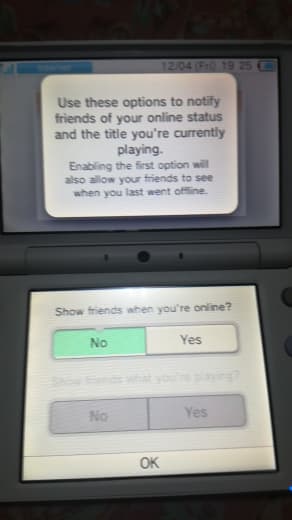 12/04 (Fri) 19 25
Use these options to notify
friends of your online status
and the title you're currently
playing.
Enabling the first option will
also allow your friends to see
when you last went offline.
Show friends when you're online?
No Yes
Show friends what you're playing?
No Yes
OK